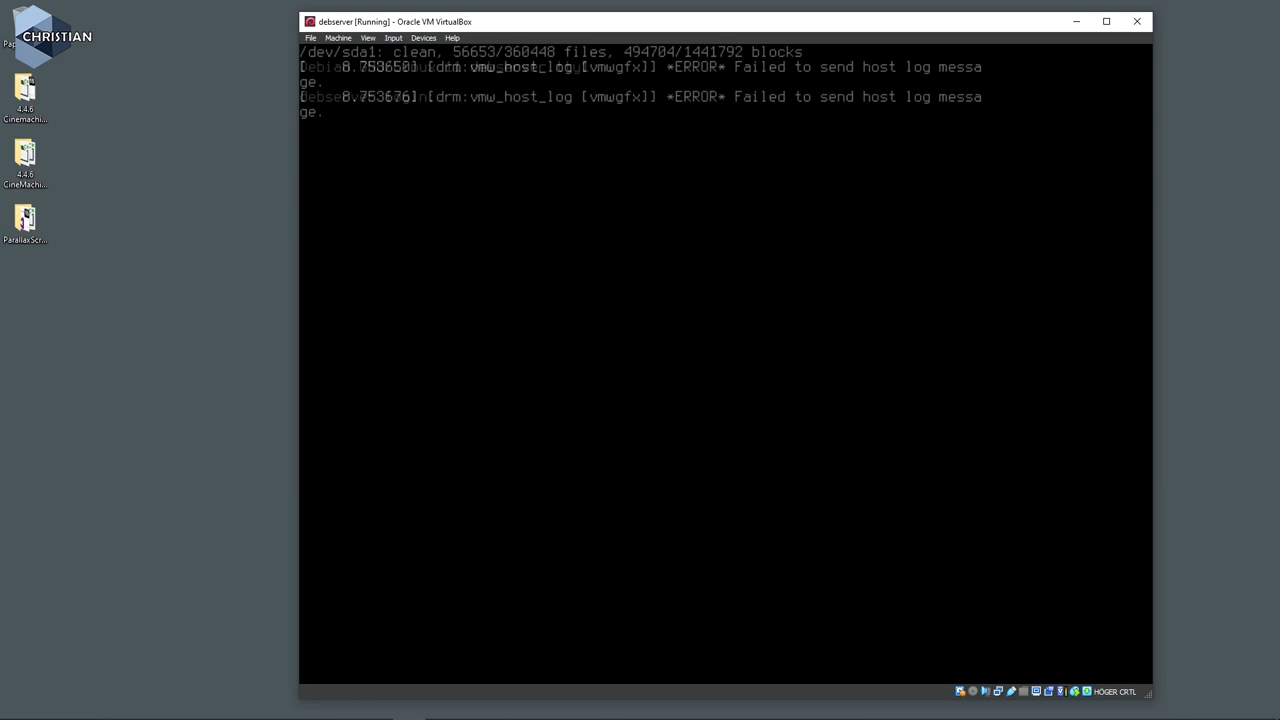 debserver [Running] - Oracle VM VirtualBox
File Machine View Input Devices Help
CHRISTIAN
4.4.6
Cinemachi...
4.4.6
CineMachi...
ParallaxScr...
/dev/sda1: clean, 56653/360448 files, 494704/1441792 blocks
[ 8.753650] [drm:vmw_host_log [vmwgfx]] *ERROR* Failed to send host log messa
ge.
[ 8.753676] [drm:vmw_host_log [vmwgfx]] *ERROR* Failed to send host log messa
ge.
HÖGER CRTL